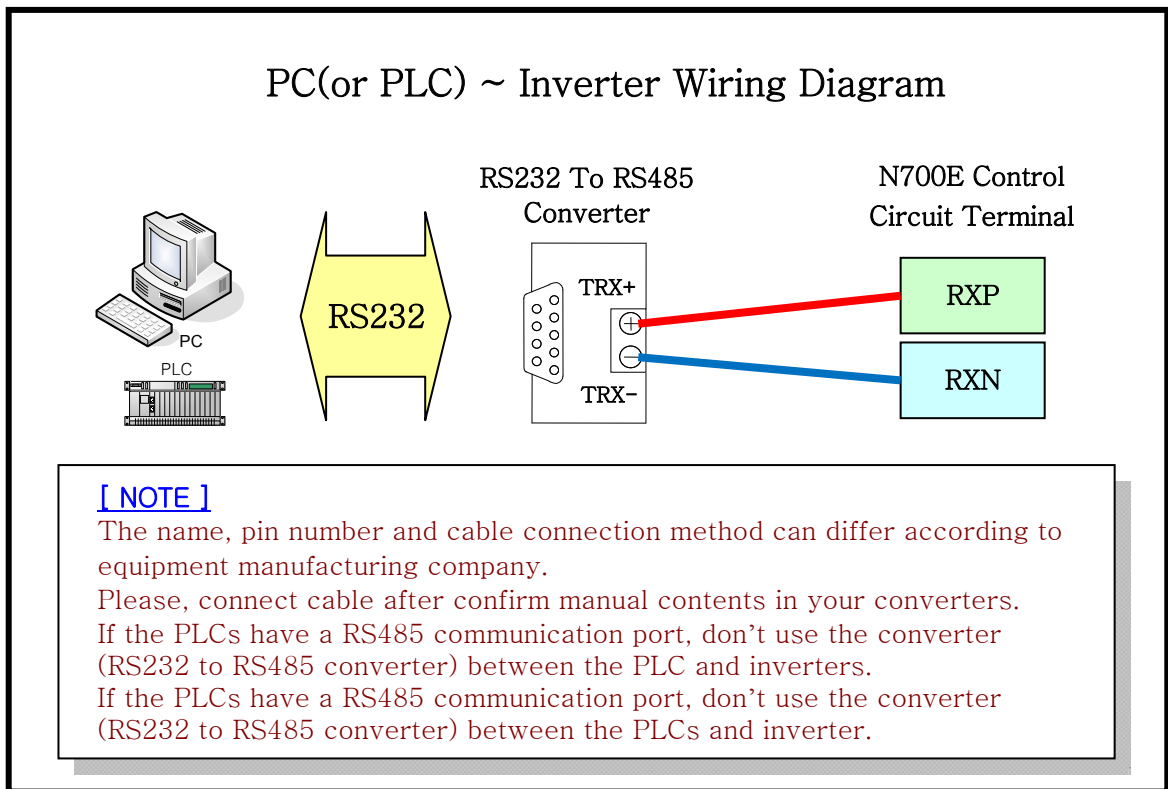 PC(or PLC) ~ Inverter Wiring Diagram
RS232 To RS485
Converter
N700E Control
Circuit Terminal
PC
PLC
RS232
TRX+
TRX-
RXP
RXN
[ NOTE ]
The name, pin number and cable connection method can differ according to
equipment manufacturing company.
Please, connect cable after confirm manual contents in your converters.
If the PLCs have a RS485 communication port, don't use the converter
(RS232 to RS485 converter) between the PLC and inverters.
If the PLCs have a RS485 communication port, don't use the converter
(RS232 to RS485 converter) between the PLCs and inverter.